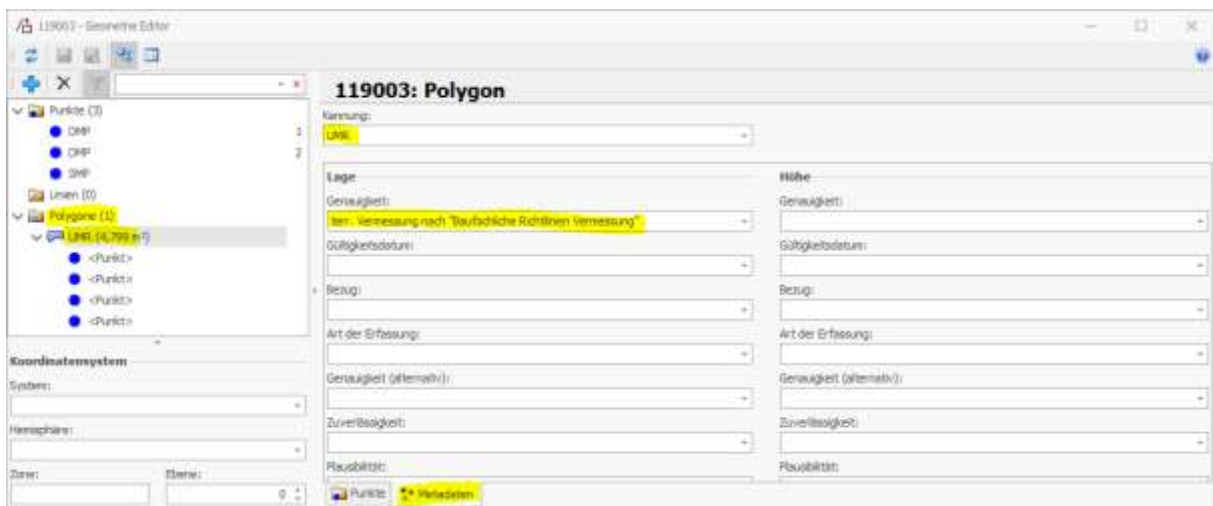 119003 - Geometrie Editor
119003: Polygon
Punkte (3)
DMP 1
DMP 2
SMP
Linien (0)
Polygone (1)
UMR (4,799 m²)
<Punkt>
<Punkt>
<Punkt>
<Punkt>
Koordinatensystem
System:
Hemisphäre:
Zone: Ebene:
0
Kennung:
UMR
Lage
Genauigkeit:
terr. Vermessung nach "Baufachliche Richtlinien Vermessung"
Gültigkeitsdatum:
Bezug:
Art der Erfassung:
Genauigkeit (alternativ):
Zuverlässigkeit:
Plausibilität:
Höhe
Genauigkeit:
Gültigkeitsdatum:
Bezug:
Art der Erfassung:
Genauigkeit (alternativ):
Zuverlässigkeit:
Plausibilität:
Punkte Metadaten